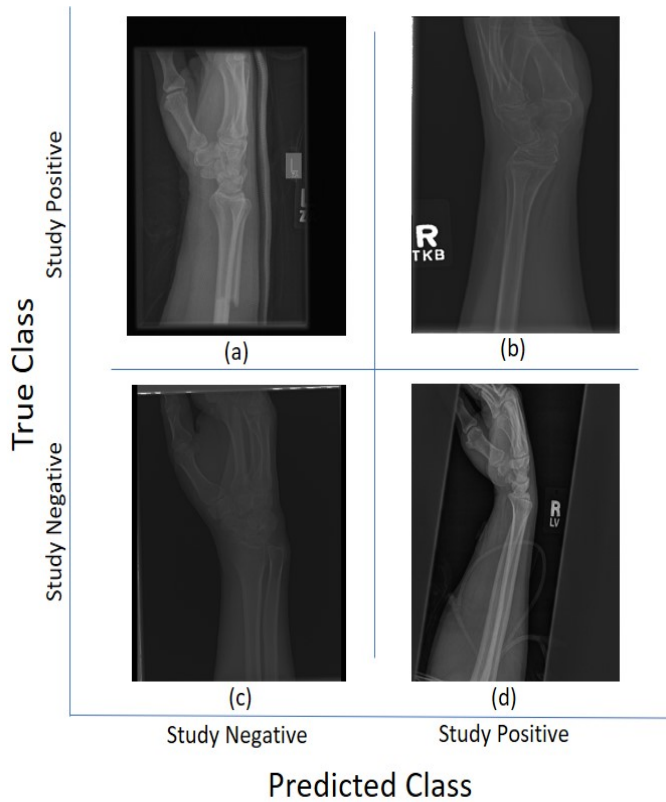 True Class
Study Positive
Study Negative
L
Z
R
TKB
(a)
(b)
R
LV
(c)
(d)
Study Negative
Study Positive
Predicted Class